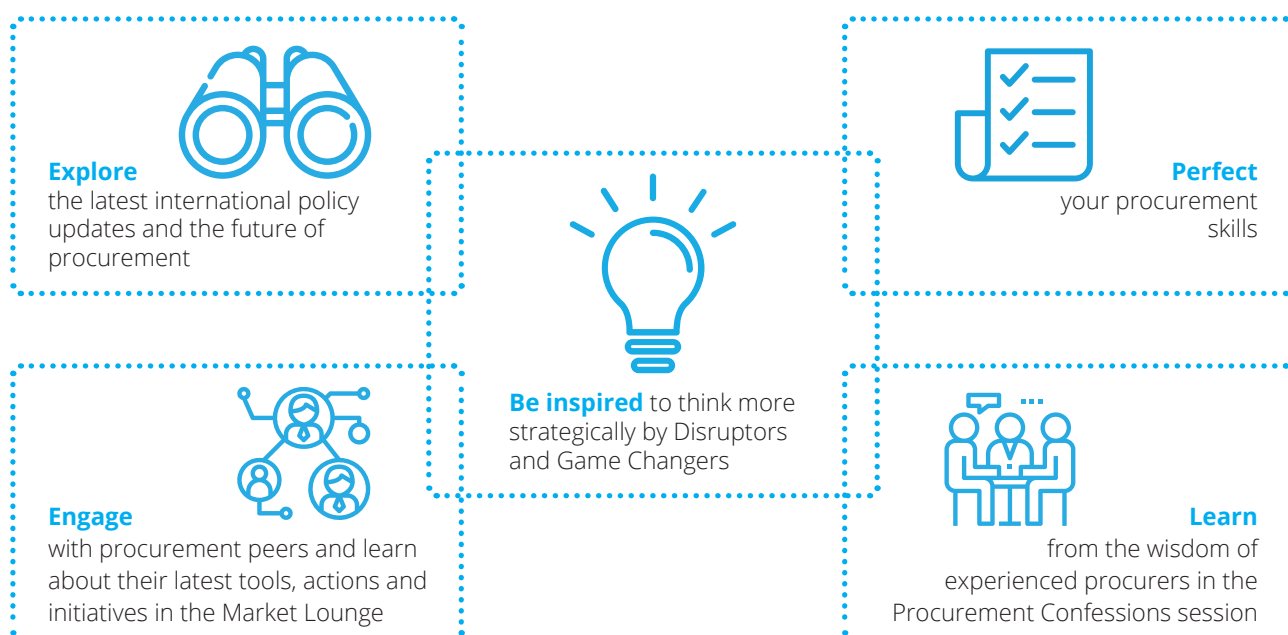 Explore
the latest international policy
updates and the future of
procurement
Perfect
your procurement
skills
Be inspired to think more
strategically by Disruptors
and Game Changers
Engage
with procurement peers and learn
about their latest tools, actions and
initiatives in the Market Lounge
Learn
from the wisdom of
experienced procurers in the
Procurement Confessions session